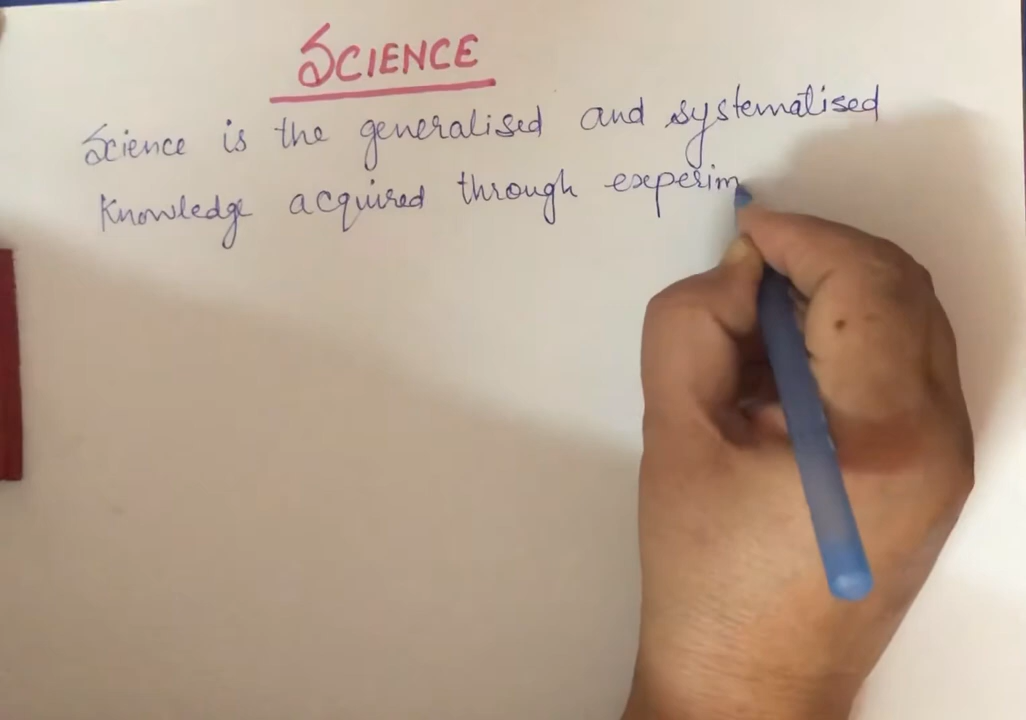 SCIENCE
Science is the generalised and systematised
Knowledge acquired through experim